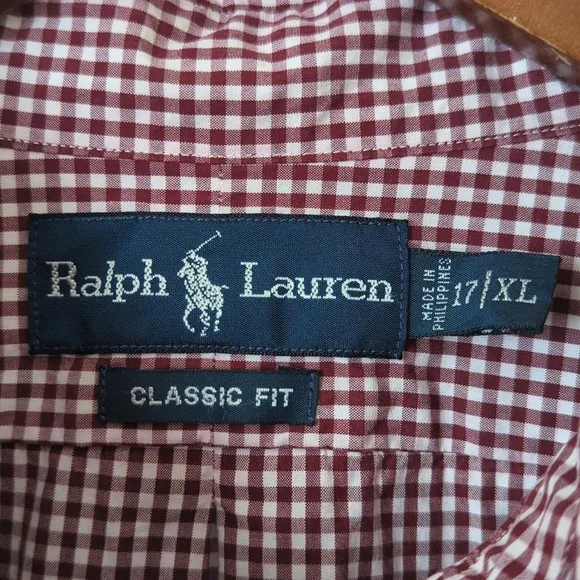 Ralph Lauren
MADE IN
PHILIPPINES
17/XL
CLASSIC FIT